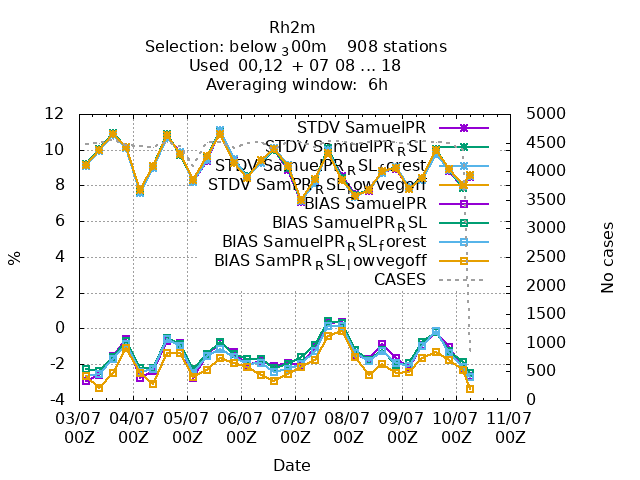 Rh2m
Selection: below 300m    908 stations
Used  00,12  + 07 08 ... 18
Averaging window:  6h
STDV SamuelPR
STDV SamuelPR_RSL
STDV SamuelPR_RSL_forest
STDV SamPR_RSL_lowvegoff
BIAS SamuelPR
BIAS SamuelPR_RSL
BIAS SamuelPR_RSL_forest
BIAS SamPR_RSL_lowvegoff
CASES
12
10
8
6
4
2
0
-2
-4
%
5000
4500
4000
3500
3000
2500
2000
1500
1000
500
0
No cases
03/07 04/07 05/07 06/07 07/07 08/07 09/07 10/07 11/07
00Z 00Z 00Z 00Z 00Z 00Z 00Z 00Z 00Z
Date